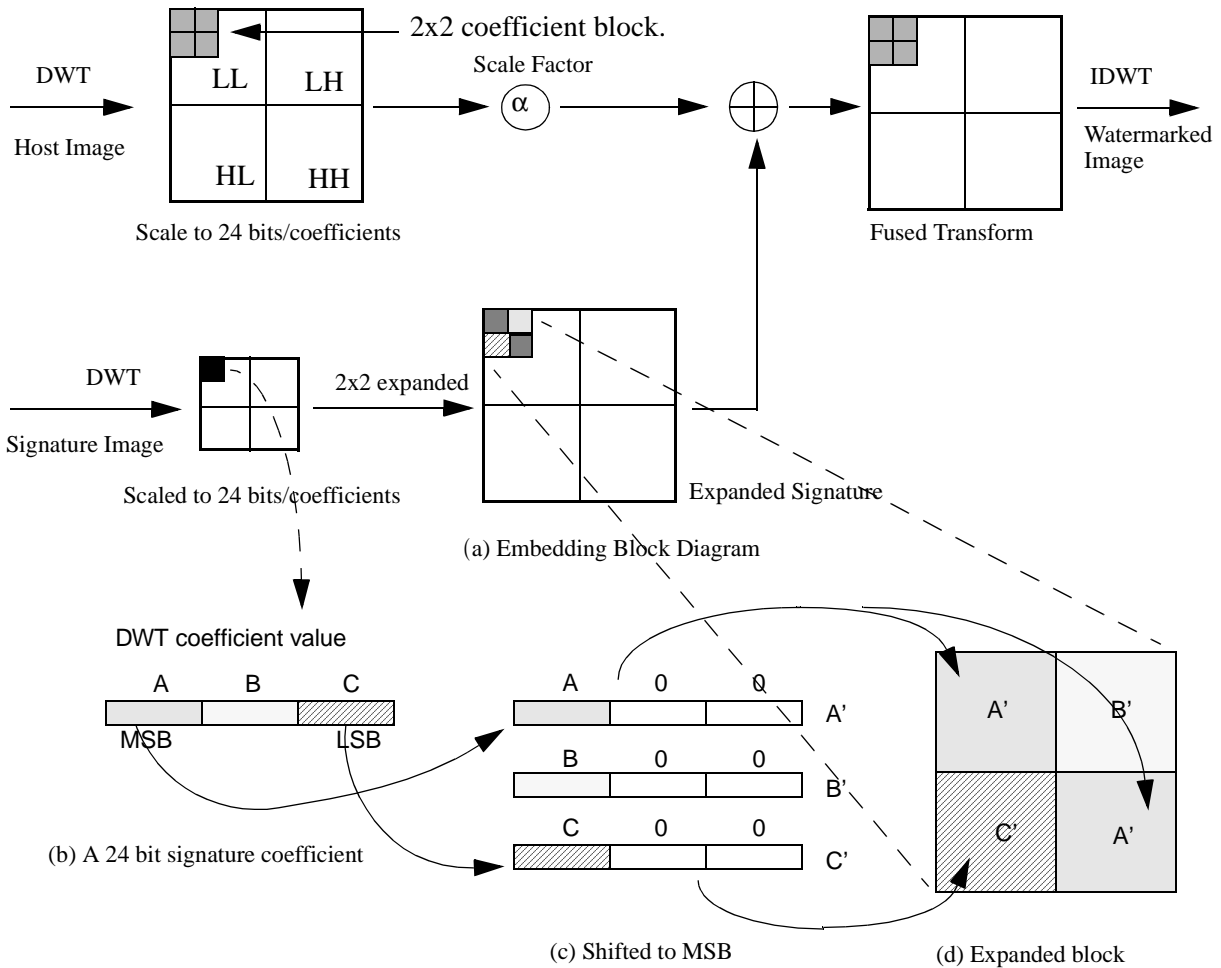 2x2 coefficient block.
DWT
LL
LH
Scale Factor
α
IDWT
Host Image
HL
HH
Watermarked
Image
Scale to 24 bits/coefficients
Fused Transform
DWT
2x2 expanded
Signature Image
Scaled to 24 bits/coefficients
Expanded Signature
(a) Embedding Block Diagram
DWT coefficient value
A B C
MSB LSB
(b) A 24 bit signature coefficient
A 0 0
A’
B 0 0
B’
C 0 0
C’
(c) Shifted to MSB
A’ B’
C’ A’
(d) Expanded block